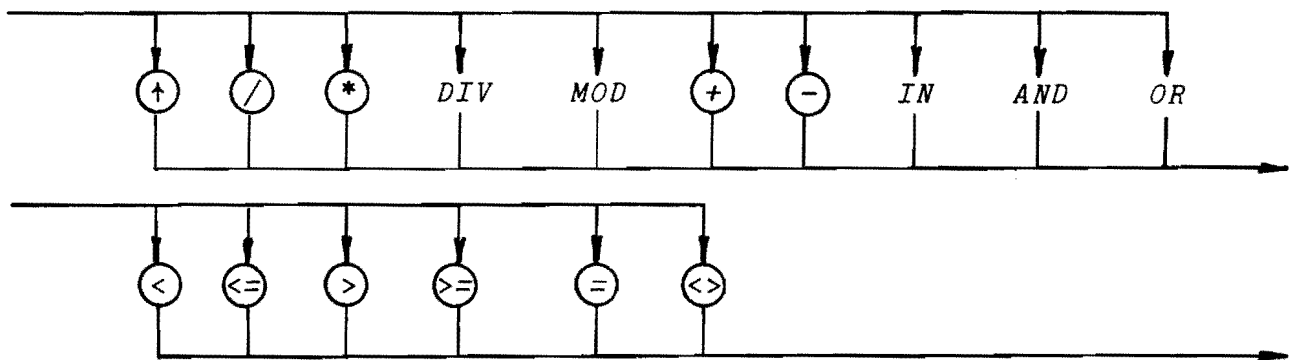 ↑ / * DIV MOD + - IN AND OR
< <= > >= = <>